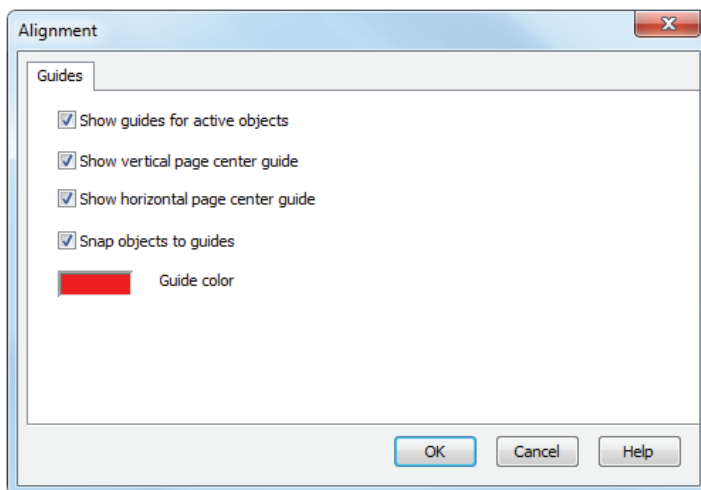 Alignment
Guides
Show guides for active objects
Show vertical page center guide
Show horizontal page center guide
Snap objects to guides
Guide color
OK Cancel Help